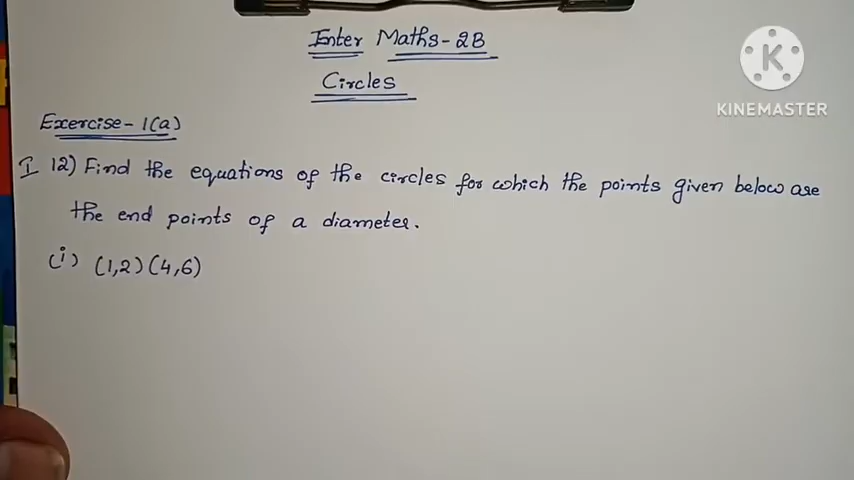 Inter Maths-2B
Circles
KINEMASTER
Exercise-1(a)
I 12) Find the equations of the circles for which the points given below are
the end points of a diameter.
(i) (1,2) (4,6)